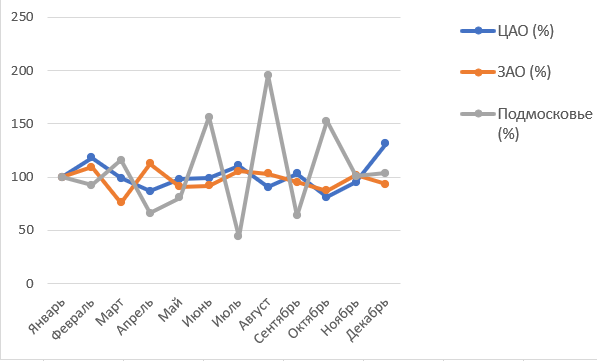 250
200
150
100
50
0
Январь
Февраль
Март
Апрель
Май
Июнь
Июль
Август
Сентябрь
Октябрь
Ноябрь
Декабрь
ЦАО (%)
ЗАО (%)
Подмосковье
(%)